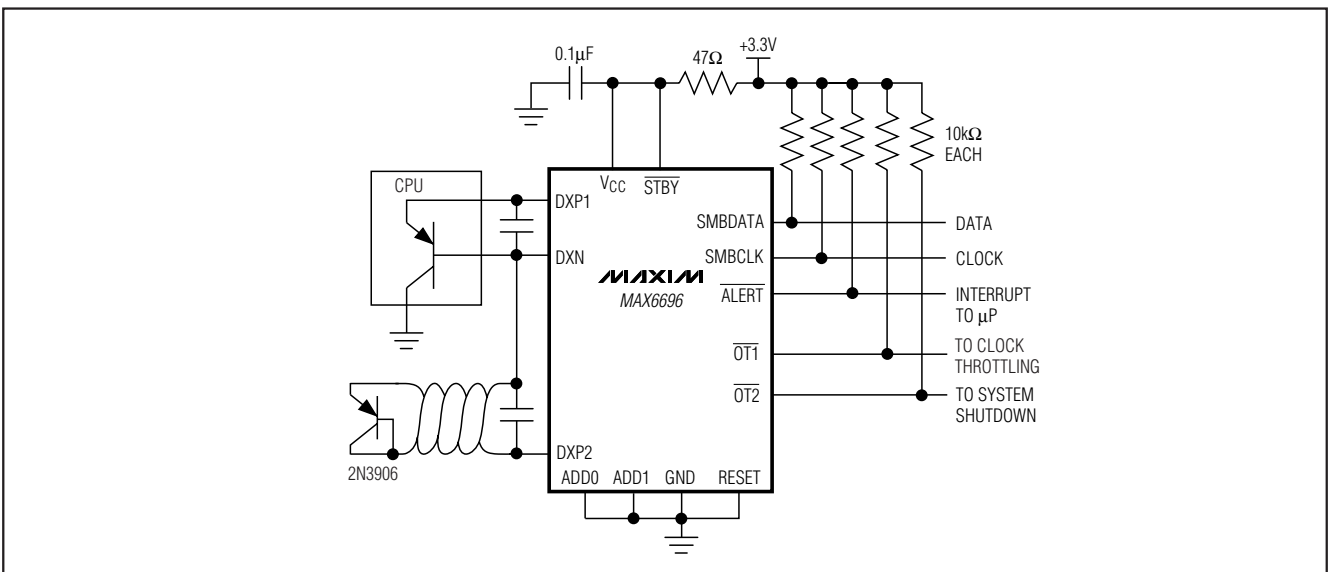 0.1μF
47Ω
+3.3V
10kΩ
EACH
CPU
VCC
STBY
DXP1
DXN
SMBDATA
DATA
SMBCLK
CLOCK
MAXIM
MAX6696
ALERT
INTERRUPT
TO μP
OT1
TO CLOCK
THROTTLING
OT2
TO SYSTEM
SHUTDOWN
2N3906
DXP2
ADD0
ADD1
GND
RESET